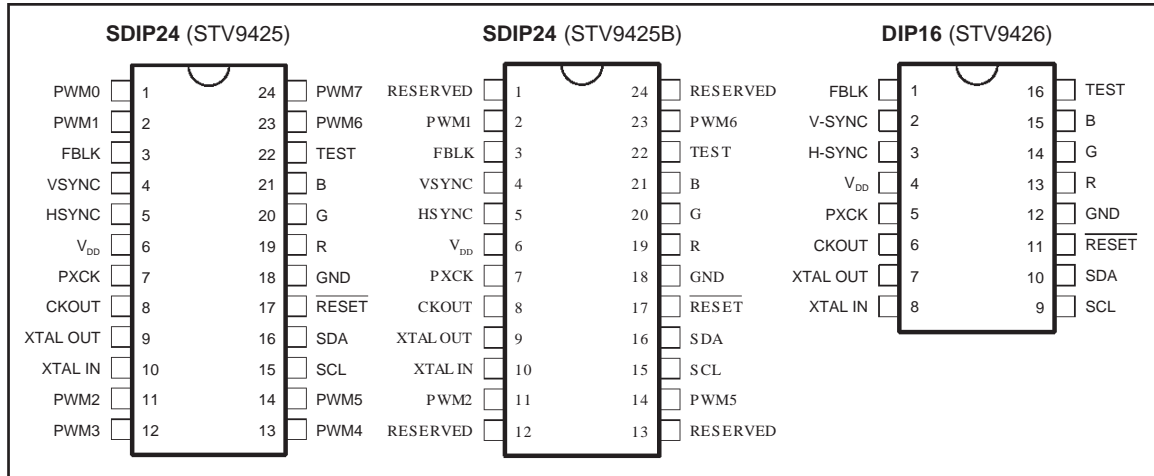 SDIP24 (STV9425)
PWM0 1 24 PWM7
PWM1 2 23 PWM6
FBLK 3 22 TEST
VSYNC 4 21 B
HSYNC 5 20 G
VDD 6 19 R
PXCK 7 18 GND
CKOUT 8 17 RESET
XTAL OUT 9 16 SDA
XTAL IN 10 15 SCL
PWM2 11 14 PWM5
PWM3 12 13 PWM4
SDIP24 (STV9425B)
RESERVED 1 24 RESERVED
PWM1 2 23 PWM6
FBLK 3 22 TEST
VSYNC 4 21 B
HSYNC 5 20 G
VDD 6 19 R
PXCK 7 18 GND
CKOUT 8 17 RESET
XTAL OUT 9 16 SDA
XTAL IN 10 15 SCL
PWM2 11 14 PWM5
RESERVED 12 13 RESERVED
DIP16 (STV9426)
FBLK 1 16 TEST
V-SYNC 2 15 B
H-SYNC 3 14 G
VDD 4 13 R
PXCK 5 12 GND
CKOUT 6 11 RESET
XTAL OUT 7 10 SDA
XTAL IN 8 9 SCL